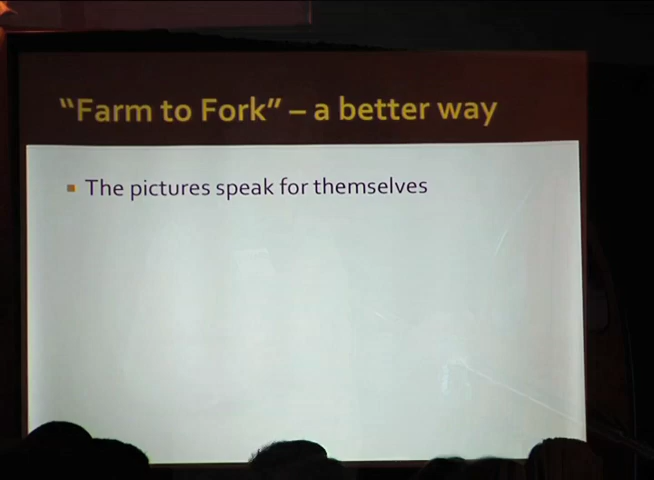 “Farm to Fork” – a better way
The pictures speak for themselves